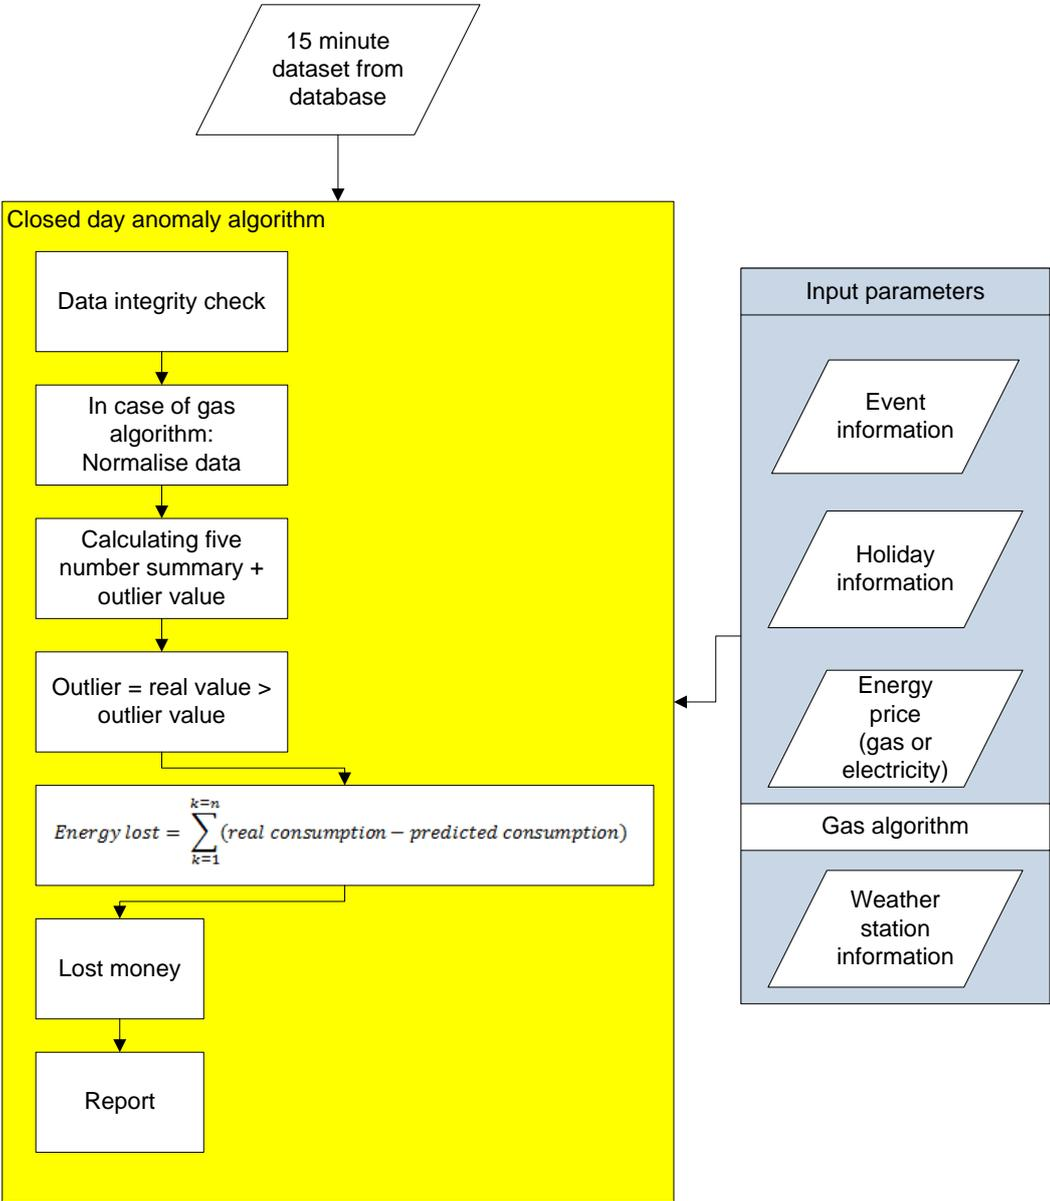 15 minute
dataset from
database
Closed day anomaly algorithm
Data integrity check
In case of gas
algorithm:
Normalise data
Calculating five
number summary +
outlier value
Outlier = real value >
outlier value
Energy lost = ∑_{k=1}^{k=n} (real consumption − predicted consumption)
Lost money
Report
Input parameters
Event
information
Holiday
information
Energy
price
(gas or
electricity)
Gas algorithm
Weather
station
information